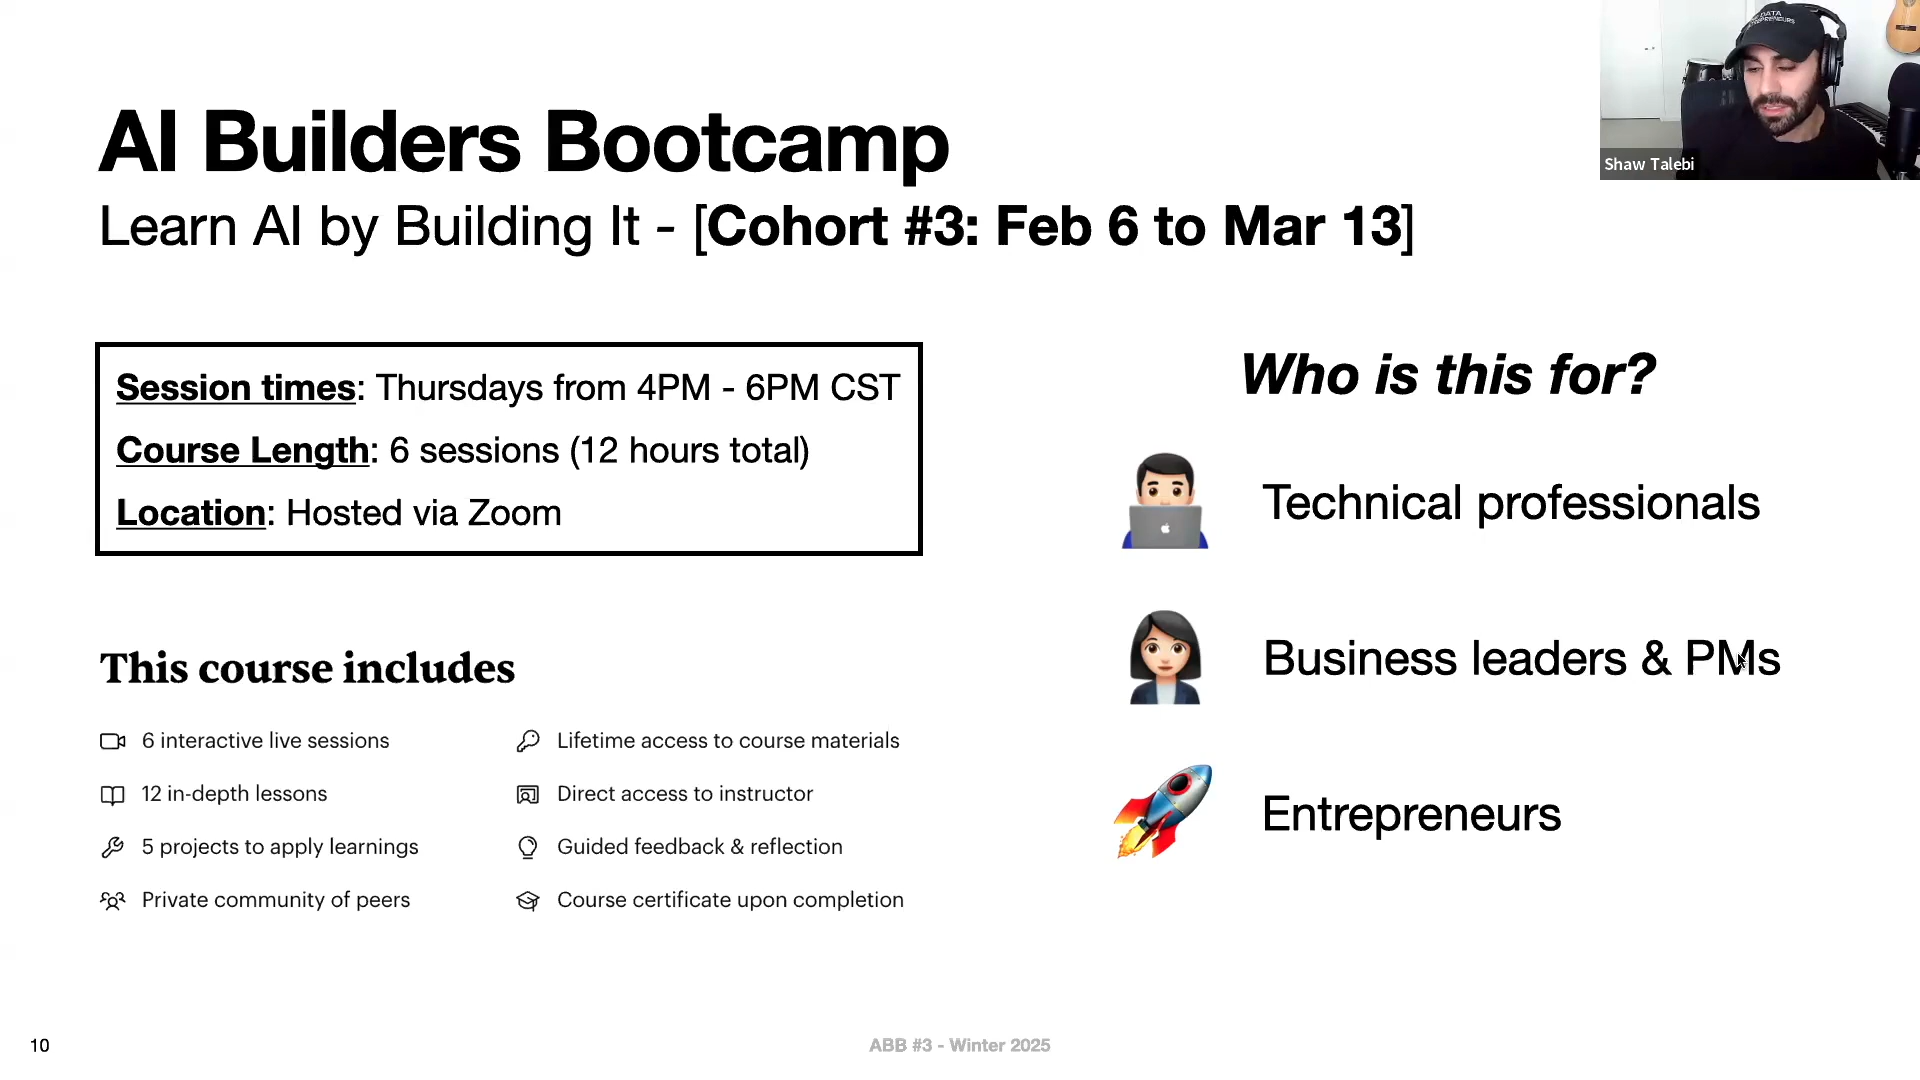 AI Builders Bootcamp
Learn AI by Building It - [Cohort #3: Feb 6 to Mar 13]
Shaw Talebi
Session times: Thursdays from 4PM - 6PM CST
Course Length: 6 sessions (12 hours total)
Location: Hosted via Zoom
This course includes
6 interactive live sessions
12 in-depth lessons
5 projects to apply learnings
Private community of peers
Lifetime access to course materials
Direct access to instructor
Guided feedback & reflection
Course certificate upon completion
Who is this for?
Technical professionals
Business leaders & PMs
Entrepreneurs
10
ABB #3 - Winter 2025